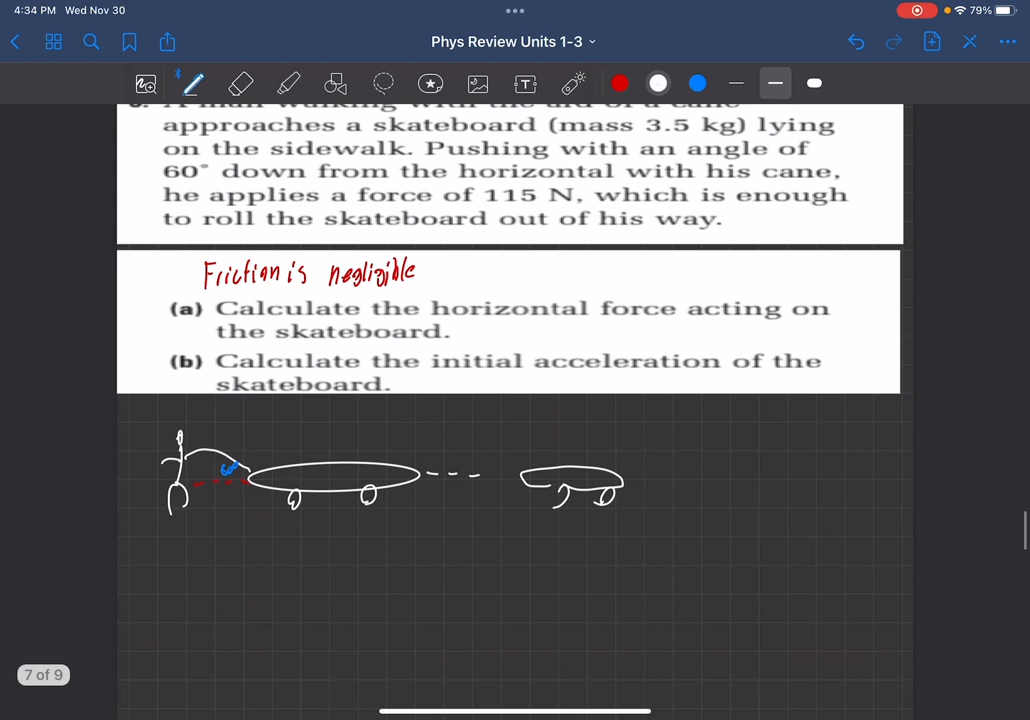 4:34 PM Wed Nov 30
79%
Phys Review Units 1-3
approaches a skateboard (mass 3.5 kg) lying
on the sidewalk. Pushing with an angle of
60° down from the horizontal with his cane,
he applies a force of 115 N, which is enough
to roll the skateboard out of his way.
Friction is negligible
(a) Calculate the horizontal force acting on
the skateboard.
(b) Calculate the initial acceleration of the
skateboard.
60°
7 of 9